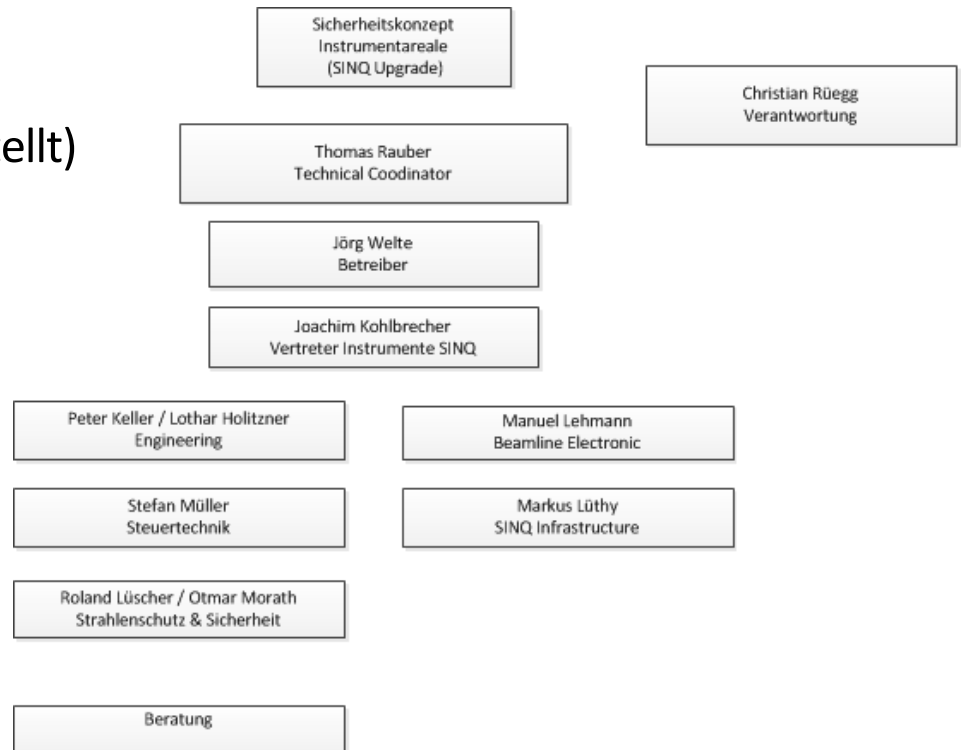 Sicherheitskonzept
Instrumentareale
(SINQ Upgrade)
Christian Rüegg
Verantwortung
ellt)
Thomas Rauber
Technical Coodinator
Jörg Welte
Betreiber
Joachim Kohlbrecher
Vertreter Instrumente SINQ
Peter Keller / Lothar Holitzner
Engineering
Manuel Lehmann
Beamline Electronic
Stefan Müller
Steuertechnik
Markus Lüthy
SINQ Infrastructure
Roland Lüscher / Otmar Morath
Strahlenschutz & Sicherheit
Beratung